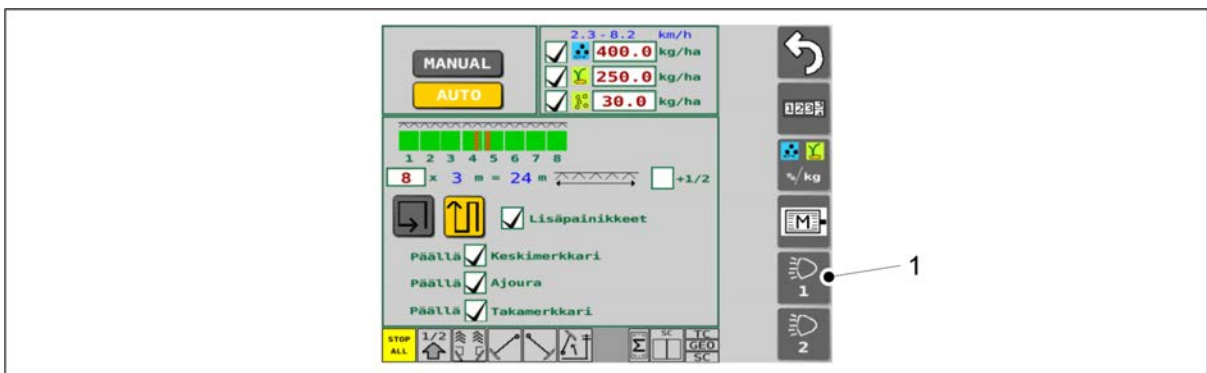 2.3 - 8.2 km/h
MANUAL
400.0 kg/ha
250.0 kg/ha
AUTO
30.0 kg/ha
1 2 3 4 5 6 7 8
8 x 3 m = 24 m +1/2
Lisäpainikkeet
Päällä Keskimerkkari
Päällä Ajoura
Päällä Takamerkkari
STOP ALL
1/2
Σ
SC
TC
GEO
SC
%/kg
M
1
2
1